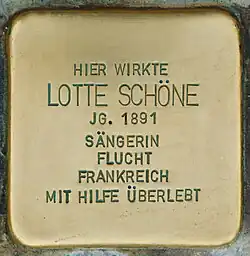 HIER WIRKTE
LOTTE SCHÖNE
JG. 1891
SÄNGERIN
FLUCHT
FRANKREICH
MIT HILFE ÜBERLEBT